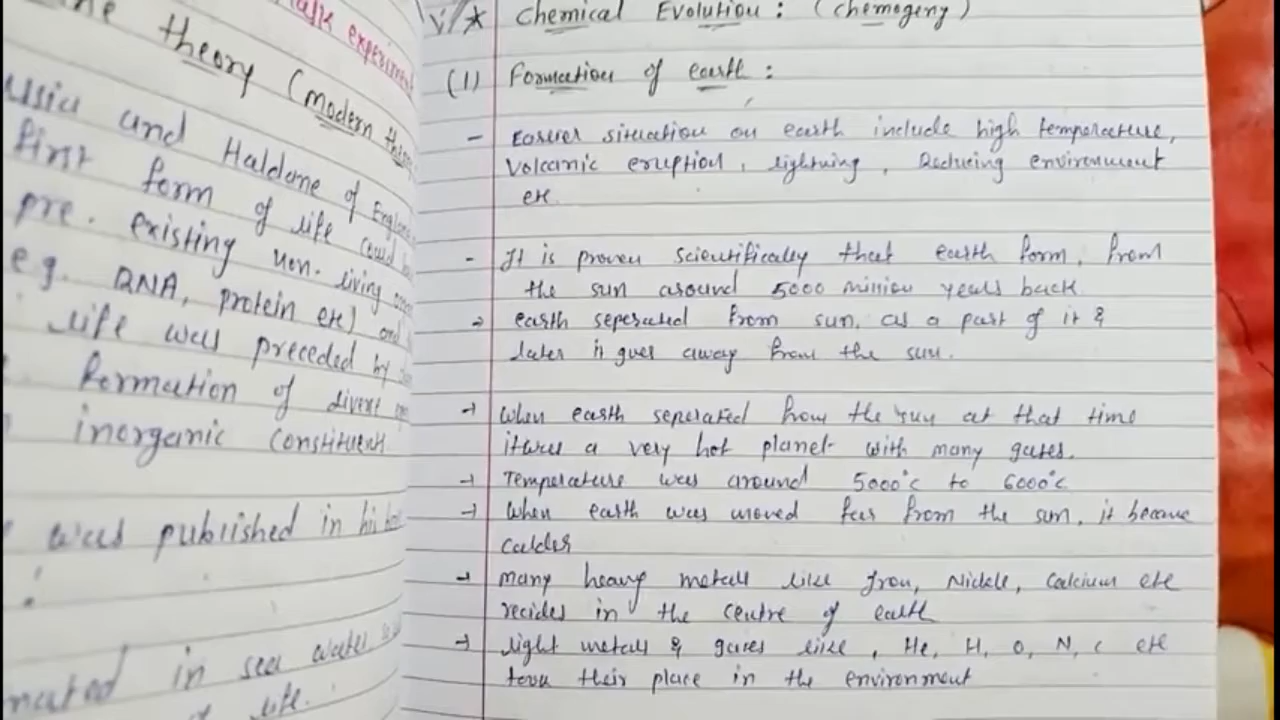 experiment
theory (modern
and Haldane of
first form of life could
pre. existing non. living
e.g. RNA, protein etc) and
life was preceded by
formation of
inorganic constituent
was published in his
in sea water
life.
V/* Chemical Evolution : (chemogeny)
(1) Formation of earth :
- situation on earth include high temperature,
volcanic eruption, lightning, Reducing environment
etc.
- It is proven scientifically that earth form, from
the sun around 5000 million years back.
→ earth seperated from sun, as a part of it &
later it goes away from the sun.
→ When earth seperated from the sun at that time
it was a very hot planet with many gases.
→ Temperature was around 5000°c to 6000°c
→ When earth was moved far from the sun, it became
colder
→ many heavy metals like Iron, Nickle, Calcium etc
recides in the centre of earth
→ light metals & gases like, He, H, O, N, C etc
their place in the environment